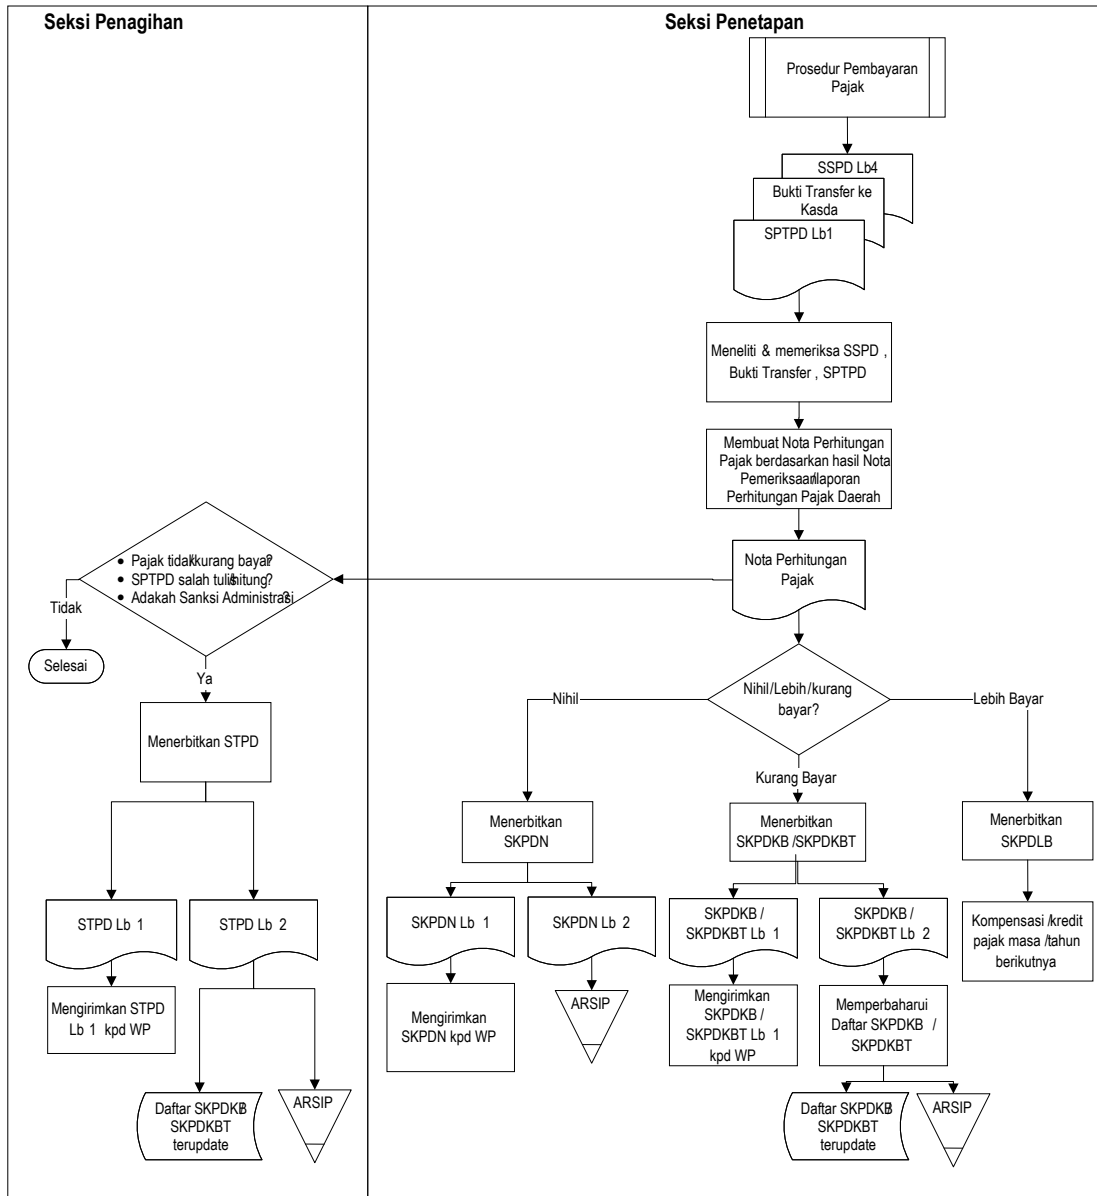 Seksi Penagihan
Seksi Penetapan
Prosedur Pembayaran
Pajak
SSPD Lb4
Bukti Transfer ke
Kasda
SPTPD Lb1
Meneliti & memeriksa SSPD ,
Bukti Transfer , SPTPD
Membuat Nota Perhitungan
Pajak berdasarkan hasil Nota
Pemeriksaan/laporan
Perhitungan Pajak Daerah
Nota Perhitungan
Pajak
• Pajak tidak/kurang bayar?
• SPTPD salah tulis/hitung?
• Adakah Sanksi Administrasi?
Tidak
Selesai
Ya
Menerbitkan STPD
STPD Lb 1
STPD Lb 2
Mengirimkan STPD
Lb 1 kpd WP
Daftar SKPDKB/
SKPDKBT
terupdate
ARSIP
Nihil/Lebih/kurang
bayar?
Nihil
Lebih Bayar
Kurang Bayar
Menerbitkan
SKPDN
Menerbitkan
SKPDKB /SKPDKBT
Menerbitkan
SKPDLB
SKPDN Lb 1
SKPDN Lb 2
SKPDKB /
SKPDKBT Lb 1
SKPDKB /
SKPDKBT Lb 2
Kompensasi /kredit
pajak masa /tahun
berikutnya
Mengirimkan
SKPDN kpd WP
ARSIP
Mengirimkan
SKPDKB /
SKPDKBT Lb 1
kpd WP
Memperbaharui
Daftar SKPDKB /
SKPDKBT
Daftar SKPDKB/
SKPDKBT
terupdate
ARSIP